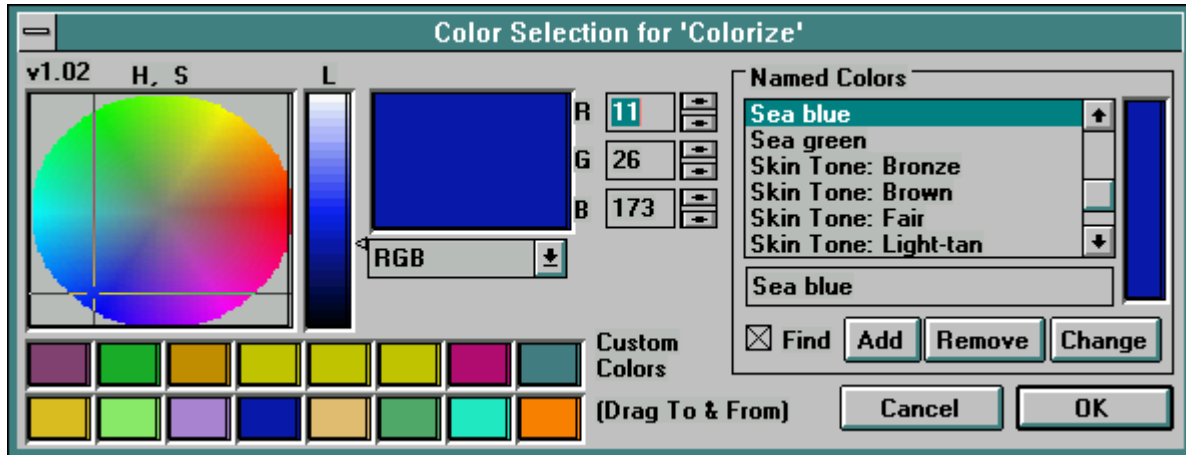 Color Selection for 'Colorize'
v1.02 H, S L
R 11
G 26
B 173
RGB
Named Colors
Sea blue
Sea green
Skin Tone: Bronze
Skin Tone: Brown
Skin Tone: Fair
Skin Tone: Light-tan
Sea blue
Find Add Remove Change
Custom
Colors
(Drag To & From)
Cancel OK